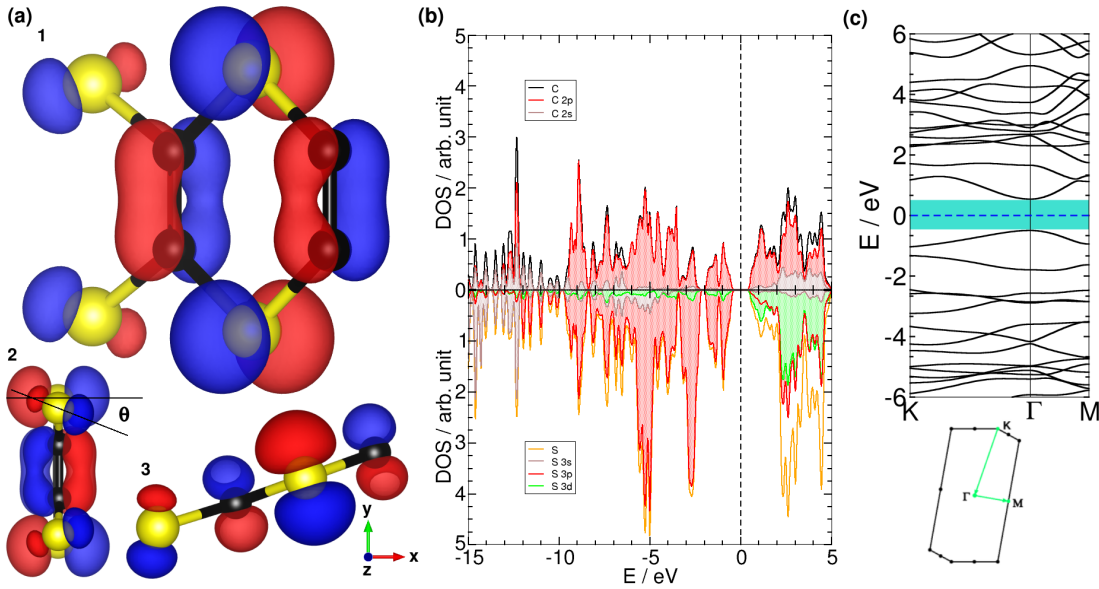 (a)
1
2
θ
3
y
x
z
(b)
5
4
3
2
1
0
1
2
3
4
5
DOS / arb. unit
DOS / arb. unit
C
C 2p
C 2s
S
S 3s
S 3p
S 3d
-15
-10
-5
0
5
E / eV
(c)
6
4
2
0
-2
-4
-6
E / eV
K
Γ
M
K
Γ
M